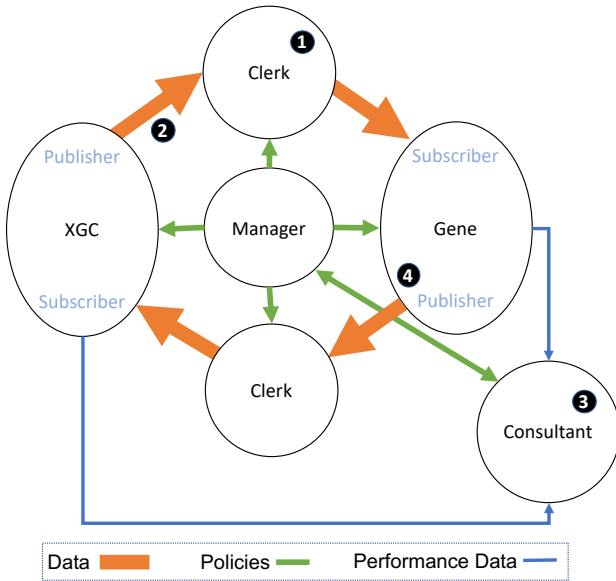 1
Clerk
2
Publisher
Subscriber
XGC
Manager
Gene
4
Subscriber
Publisher
Clerk
3
Consultant
Data
Policies
Performance Data